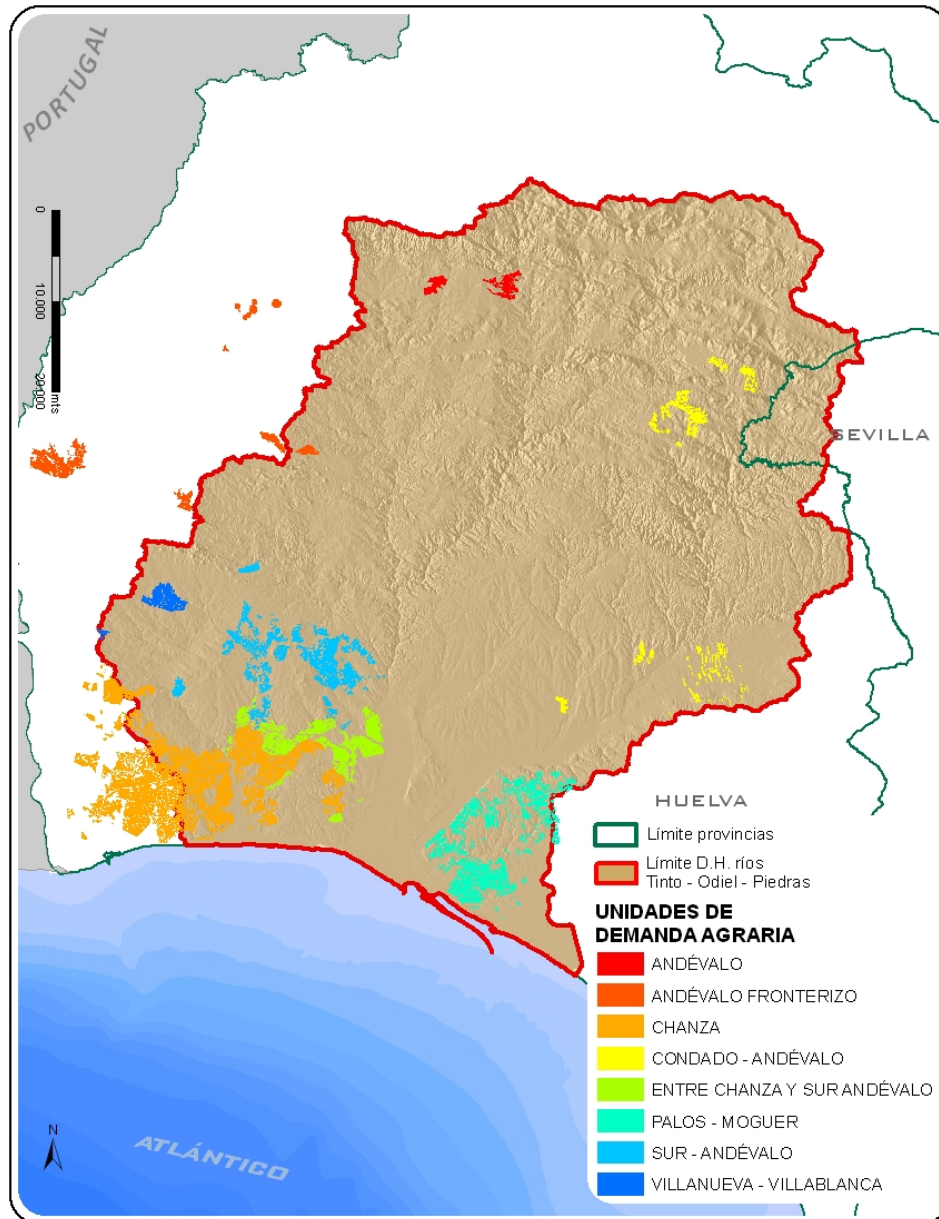 PORTUGAL
0
10.000
20.000
mts
SEVILLA
HUELVA
Límite provincias
Límite D.H. ríos
Tinto - Odiel - Piedras
UNIDADES DE
DEMANDA AGRARIA
ANDÉVALO
ANDÉVALO FRONTERIZO
CHANZA
CONDADO - ANDÉVALO
ENTRE CHANZA Y SUR ANDÉVALO
PALOS - MOGUER
SUR - ANDÉVALO
VILLANUEVA - VILLABLANCA
N
ATLÁNTICO